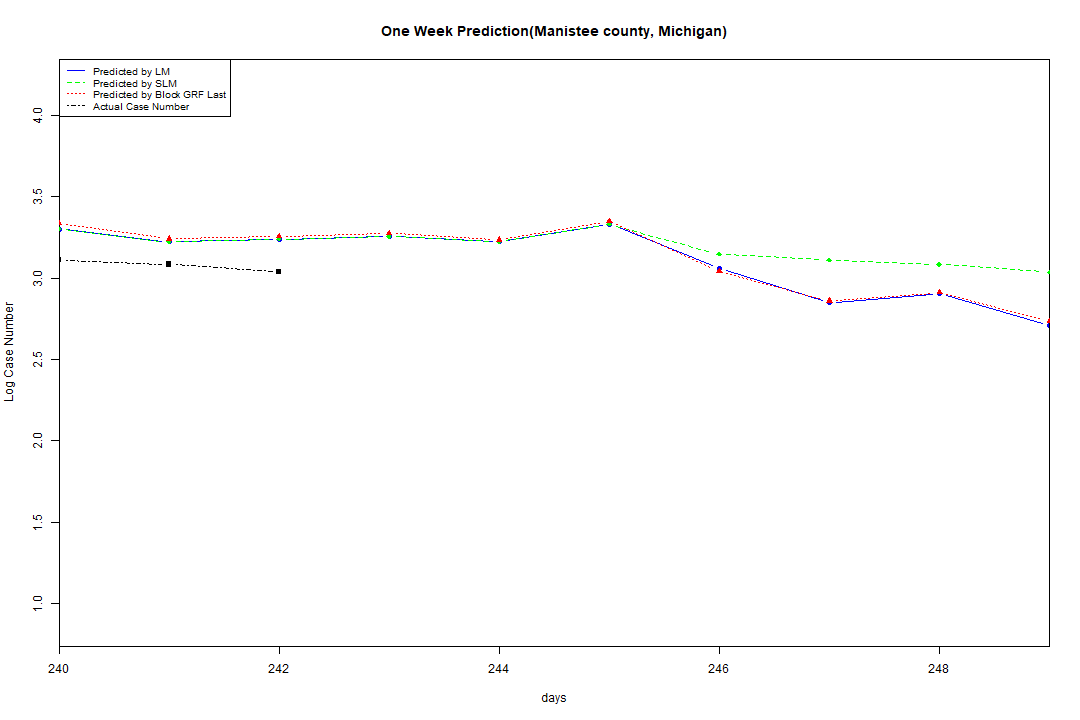 One Week Prediction(Manistee county, Michigan)
Predicted by LM
Predicted by SLM
Predicted by Block GRF Last
Actual Case Number
4.0
3.5
3.0
2.5
2.0
1.5
1.0
Log Case Number
240 242 244 246 248
days